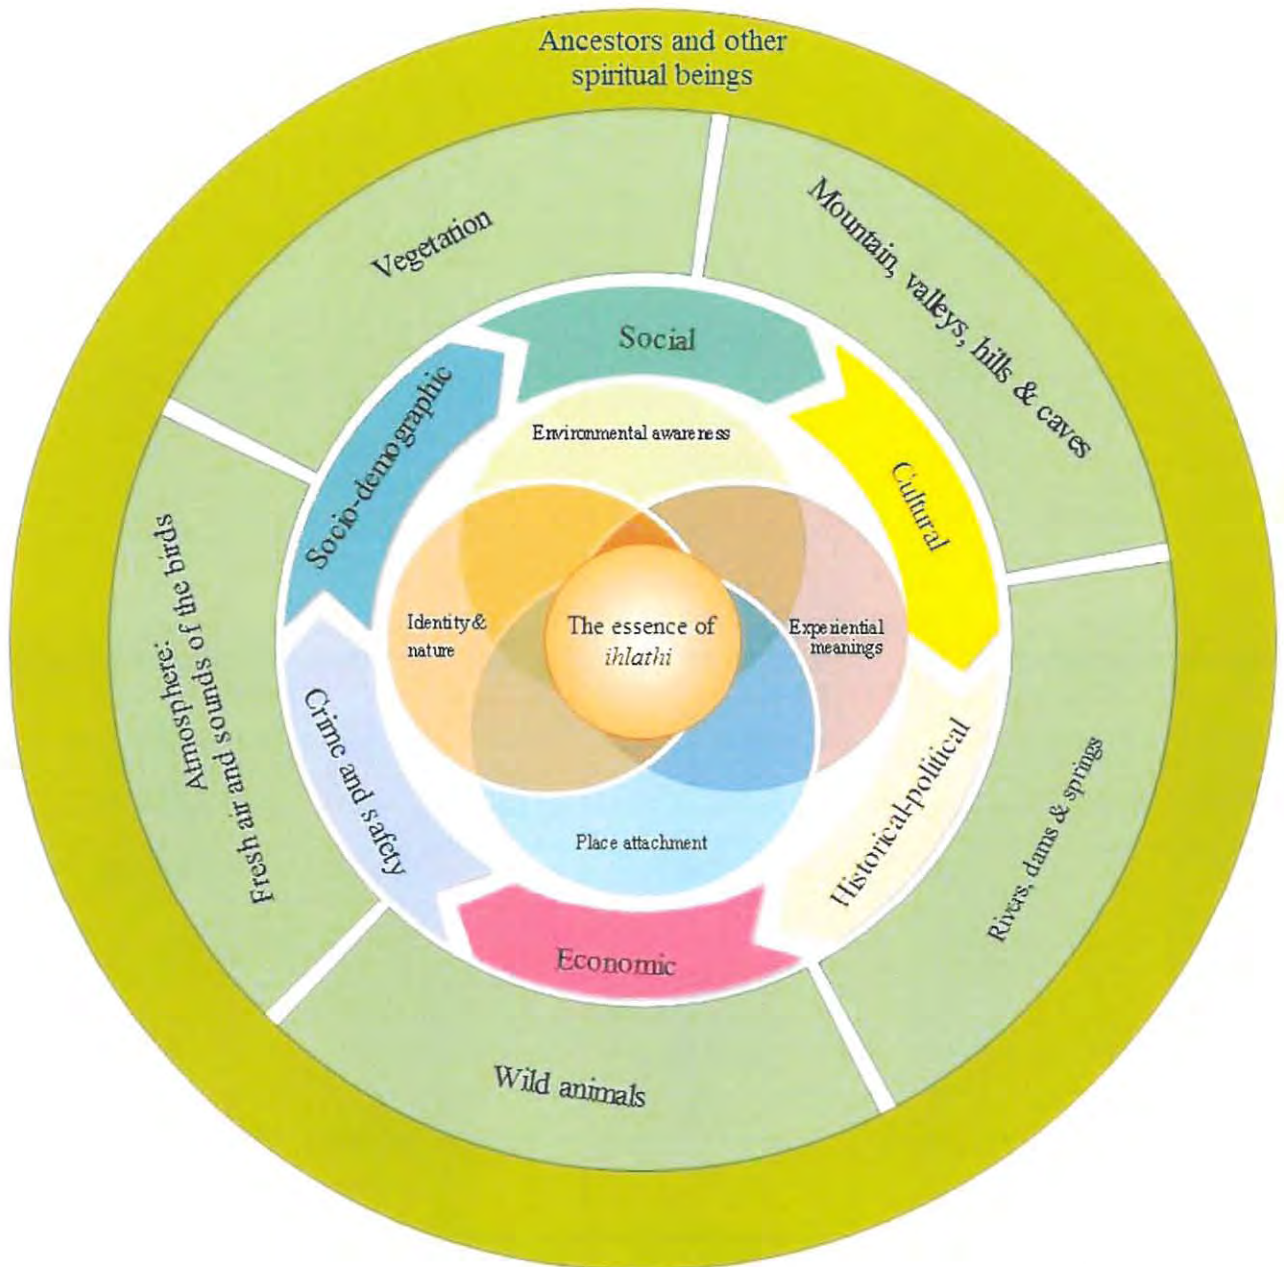 Ancestors and other
spiritual beings
Vegetation
Mountain, valleys, hills & caves
Rivers, dams & springs
Wild animals
Atmosphere:
Fresh air and sounds of the birds
Social
Cultural
Historical-political
Economic
Crime and safety
Socio-demographic
Environmental awareness
Experiential
meanings
Place attachment
Identity &
nature
The essence of
ihlathi